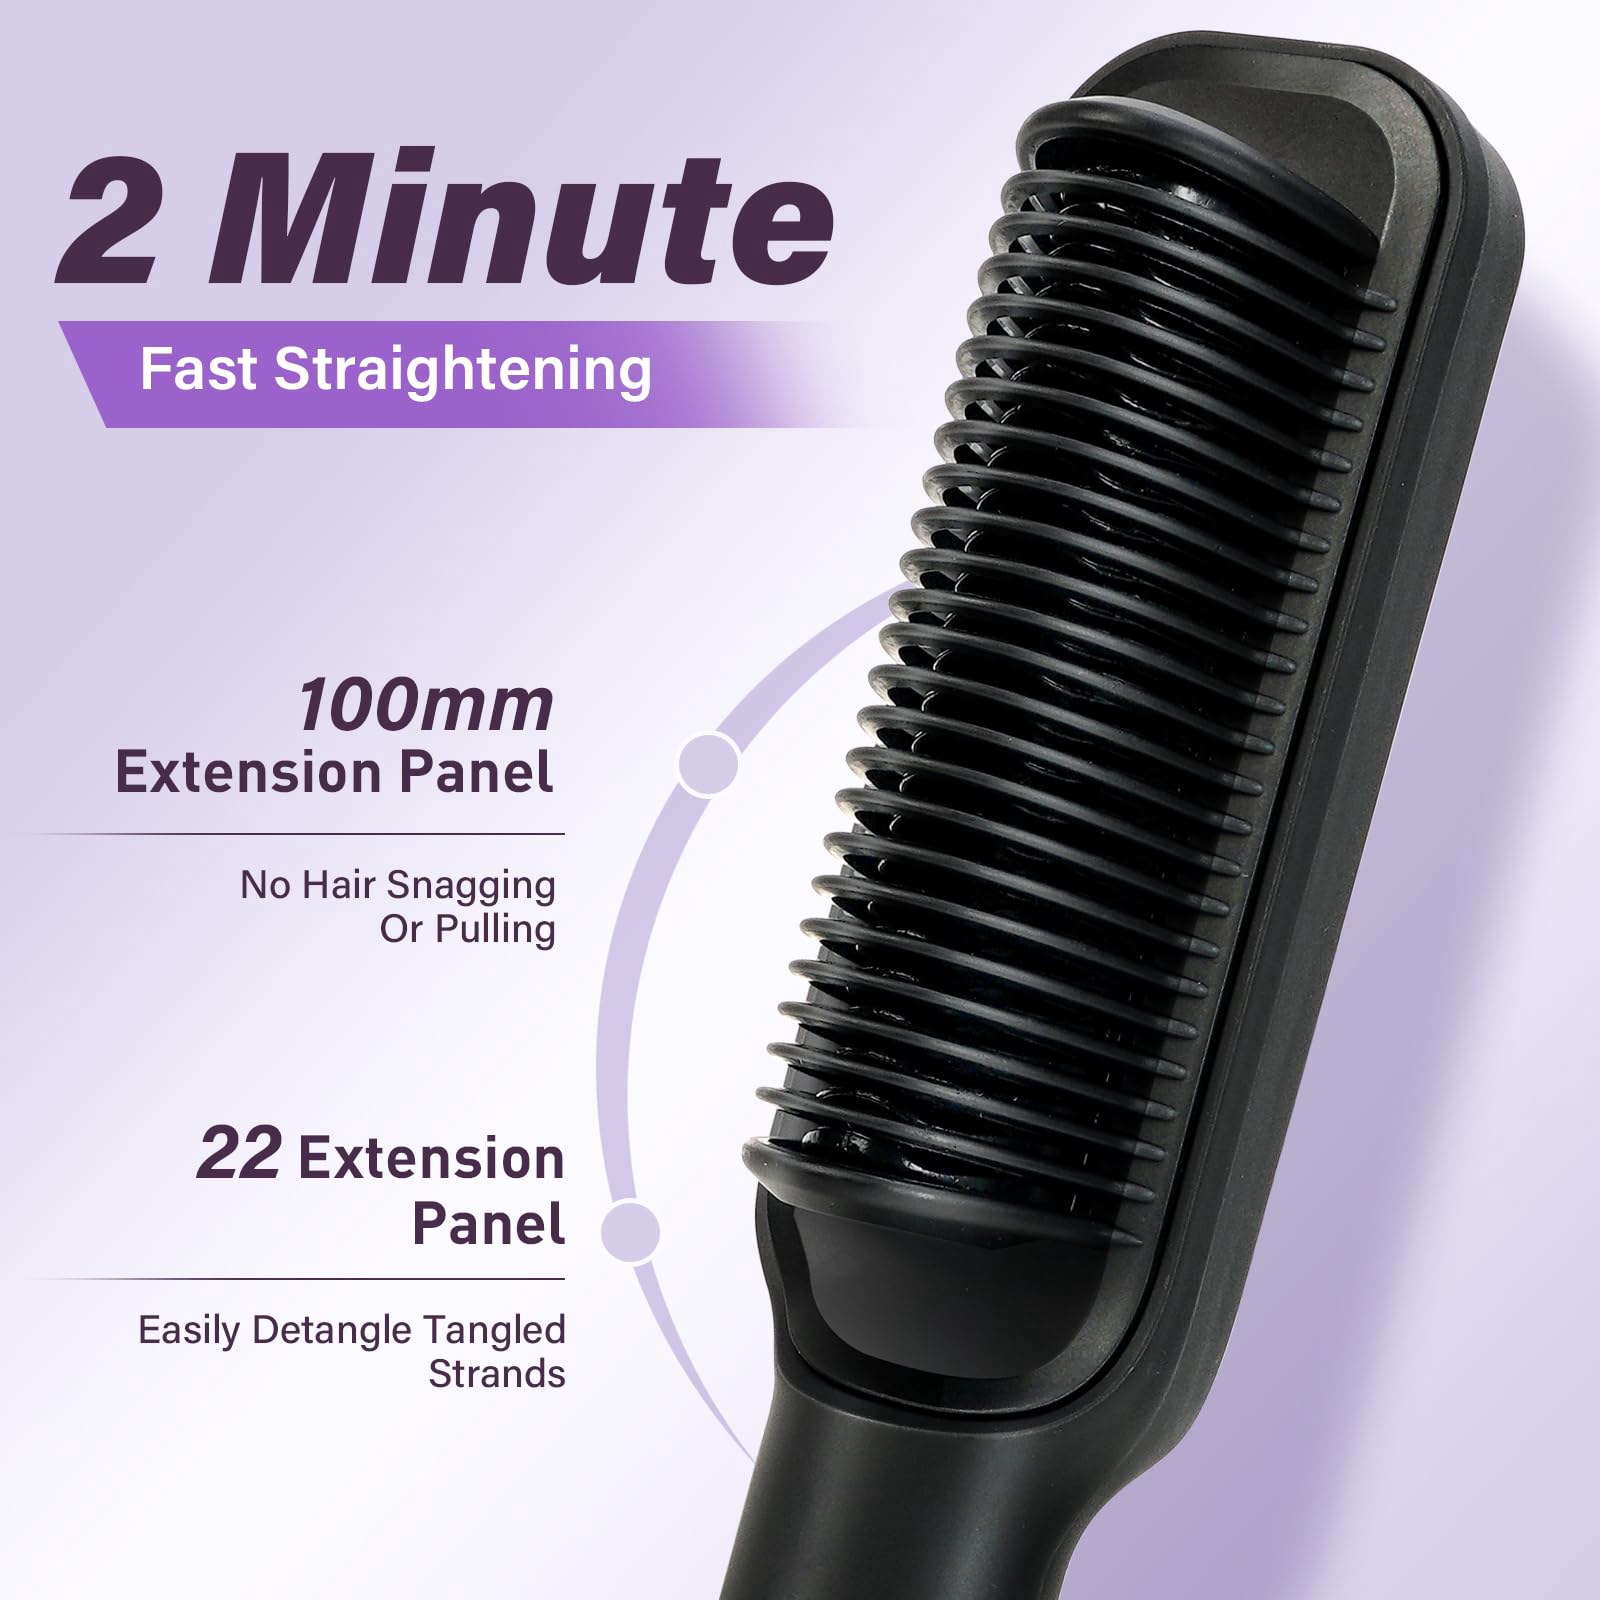 2 Minute
Fast Straightening
100mm
Extension Panel
No Hair Snagging
Or Pulling
22 Extension
Panel
Easily Detangle Tangled
Strands